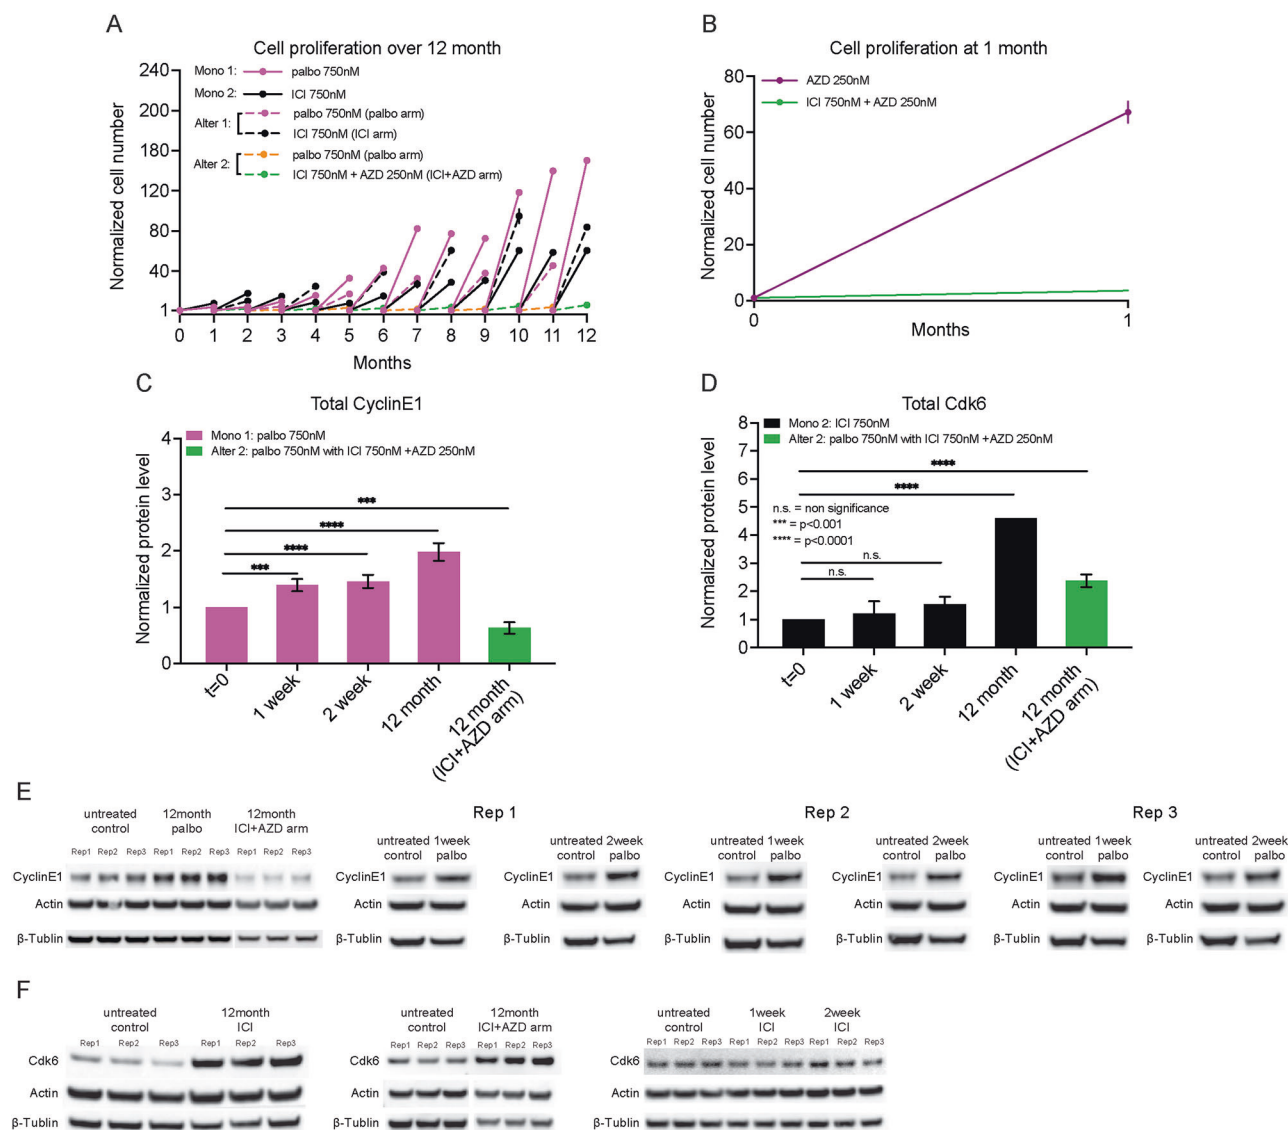 A
Cell proliferation over 12 month
Normalized cell number
240
200
180
120
80
40
1
Mono 1: palbo 750nM
Mono 2: ICI 750nM
Alter 1: palbo 750nM (palbo arm)
ICI 750nM (ICI arm)
Alter 2: palbo 750nM (palbo arm)
ICI 750nM + AZD 250nM (ICI+AZD arm)
0 1 2 3 4 5 6 7 8 9 10 11 12
Months
B
Cell proliferation at 1 month
Normalized cell number
80
60
40
20
0
AZD 250nM
ICI 750nM + AZD 250nM
0 1
Months
C
Total CyclinE1
Normalized protein level
4
3
2
1
0
Mono 1: palbo 750nM
Alter 2: palbo 750nM with ICI 750nM +AZD 250nM
***
****
****
***
t=0
1 week
2 week
12 month
12 month
(ICI+AZD arm)
D
Total Cdk6
Normalized protein level
8
7
6
5
4
3
2
1
0
Mono 2: ICI 750nM
Alter 2: palbo 750nM with ICI 750nM +AZD 250nM
****
****
n.s. = non significance
*** = p<0.001
**** = p<0.0001
n.s.
n.s.
t=0
1 week
2 week
12 month
12 month
(ICI+AZD arm)
E
untreated control 12month palbo 12month ICI+AZD arm
Rep1 Rep2 Rep3 Rep1 Rep2 Rep3 Rep1 Rep2 Rep3
CyclinE1
Actin
β-Tublin
Rep 1
untreated 1week
control palbo
CyclinE1
Actin
β-Tublin
untreated 2week
control palbo
CyclinE1
Actin
β-Tublin
Rep 2
untreated 1week
control palbo
CyclinE1
Actin
β-Tublin
untreated 2week
control palbo
CyclinE1
Actin
β-Tublin
Rep 3
untreated 1week
control palbo
CyclinE1
Actin
β-Tublin
untreated 2week
control palbo
CyclinE1
Actin
β-Tublin
F
untreated control 12month ICI
Rep1 Rep2 Rep3 Rep1 Rep2 Rep3
Cdk6
Actin
β-Tublin
untreated control 12month ICI+AZD arm
Rep1 Rep2 Rep3 Rep1 Rep2 Rep3
Cdk6
Actin
β-Tublin
untreated control 1week ICI 2week ICI
Rep1 Rep2 Rep3 Rep1 Rep2 Rep3 Rep1 Rep2 Rep3
Cdk6
Actin
β-Tublin